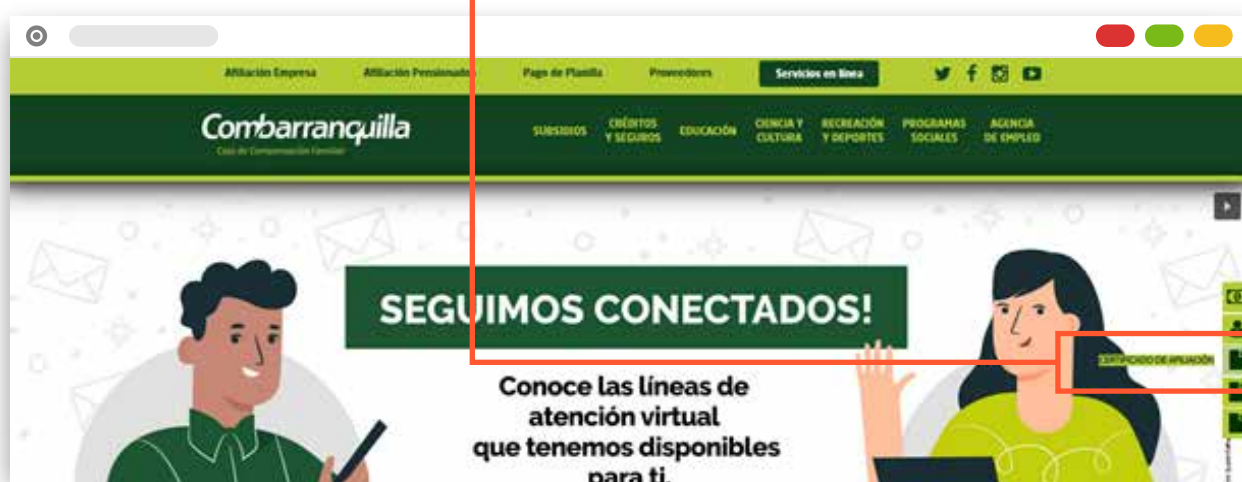 Afiliación Empresa Afiliación Pensionados Pago de Planilla Proveedores Servicios en línea
Combarranquilla
Caja de Compensación Familiar
SUBSIDIOS CRÉDITOS Y SEGUROS EDUCACIÓN CIENCIA Y CULTURA RECREACIÓN Y DEPORTES PROGRAMAS SOCIALES AGENCIA DE EMPLEO
SEGUIMOS CONECTADOS!
CERTIFICADO DE AFILIACIÓN
Conoce las líneas de
atención virtual
que tenemos disponibles
para ti.